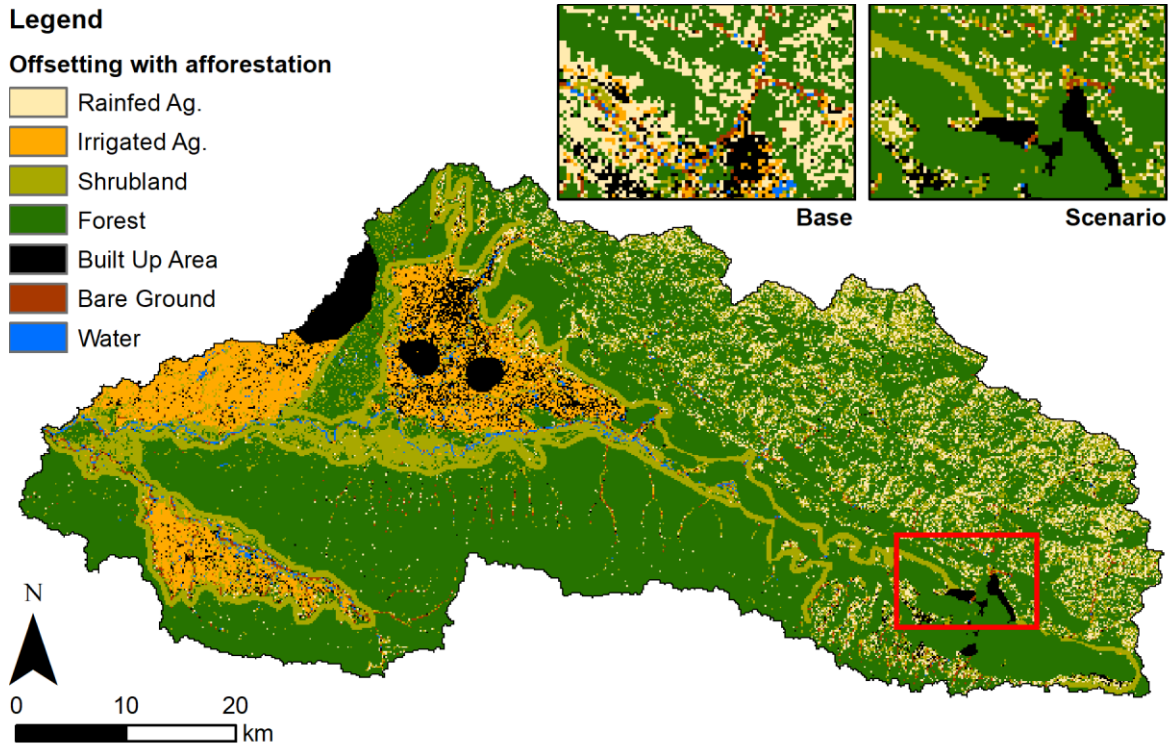 Legend
Offsetting with afforestation
Rainfed Ag.
Irrigated Ag.
Shrubland
Forest
Built Up Area
Bare Ground
Water
Base
Scenario
N
0 10 20
km